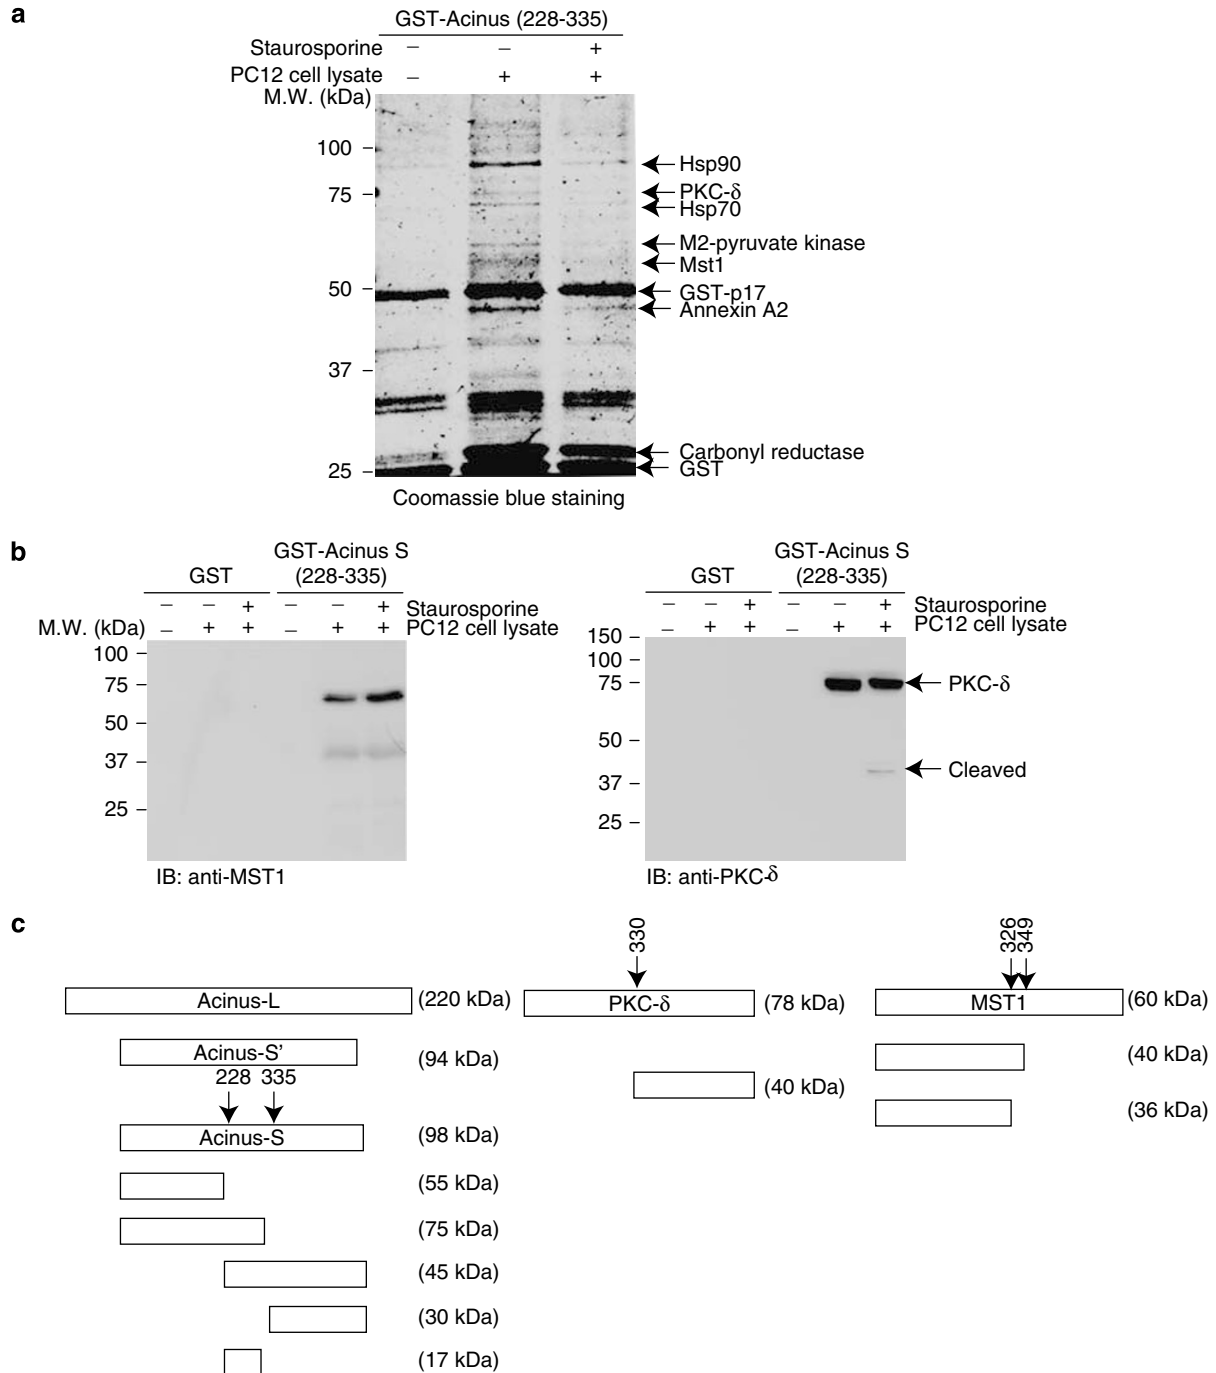 a
GST-Acinus (228-335)
Staurosporine – – +
PC12 cell lysate – + +
M.W. (kDa)
100
75
50
37
25
Hsp90
PKC-δ
Hsp70
M2-pyruvate kinase
Mst1
GST-p17
Annexin A2
Carbonyl reductase
GST
Coomassie blue staining
b
GST
GST-Acinus S
(228-335)
– – + – – + Staurosporine
M.W. (kDa) – + + – + + PC12 cell lysate
100
75
50
37
25
IB: anti-MST1
GST
GST-Acinus S
(228-335)
– – + – – + Staurosporine
– + + – + + PC12 cell lysate
150
100
75
50
37
25
PKC-δ
Cleaved
IB: anti-PKC-δ
c
Acinus-L (220 kDa)
Acinus-S’ (94 kDa)
228 335
Acinus-S (98 kDa)
(55 kDa)
(75 kDa)
(45 kDa)
(30 kDa)
(17 kDa)
330
PKC-δ (78 kDa)
(40 kDa)
326 349
MST1 (60 kDa)
(40 kDa)
(36 kDa)